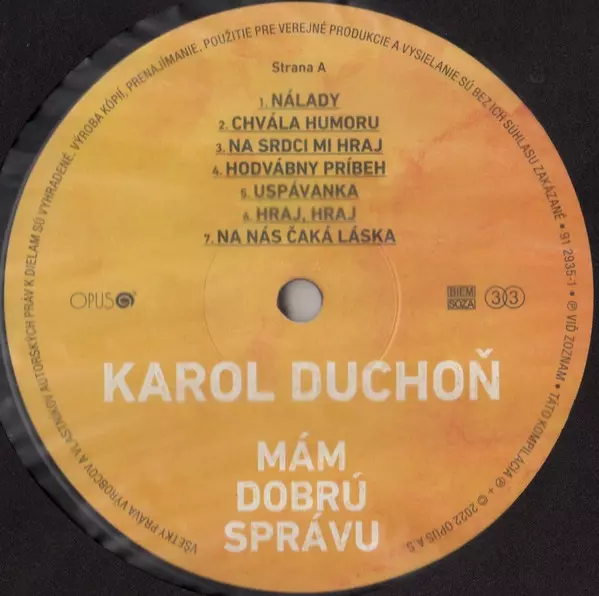 VŠETKY PRÁVA VÝROBCOV A VLASTNÍKOV AUTORSKÝCH PRÁV K DIELAM SÚ VYHRADENÉ. VÝROBA KÓPIÍ, PRENAJÍMANIE, POUŽITIE PRE VEREJNÉ PRODUKCIE A VYSIELANIE SÚ BEZ ICH SÚHLASU ZAKÁZANÉ • 91 2935-1 • ℗ VIĎ ZOZNAM • TÁTO KOMPILÁCIA ℗ + © 2022 OPUS A.S.
Strana A
1. NÁLADY
2. CHVÁLA HUMORU
3. NA SRDCI MI HRAJ
4. HODVÁBNY PRÍBEH
5. USPÁVANKA
6. HRAJ, HRAJ
7. NA NÁS ČAKÁ LÁSKA
OPUS
BIEM
SOZA
33
KAROL DUCHOŇ
MÁM
DOBRÚ
SPRÁVU